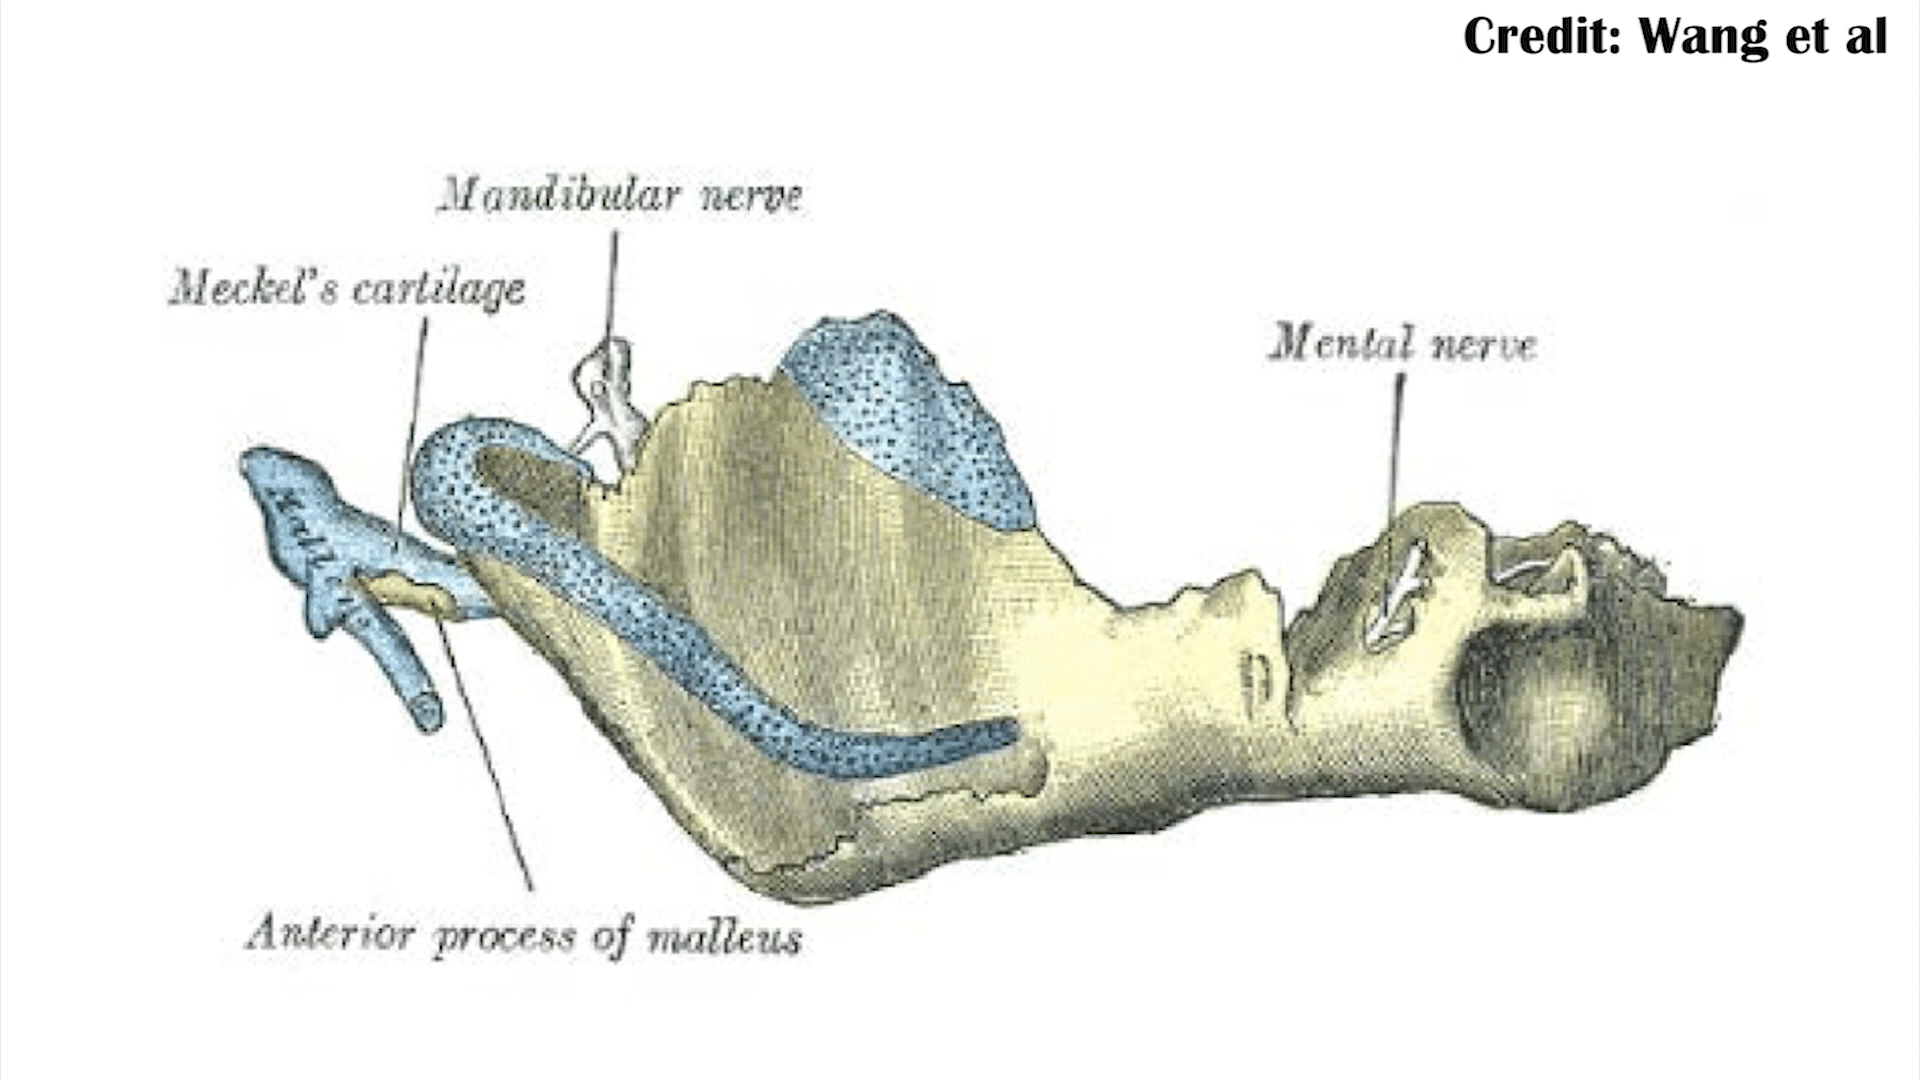 Credit: Wang et al
Mandibular nerve
Meckel's cartilage
Mental nerve
Anterior process of malleus